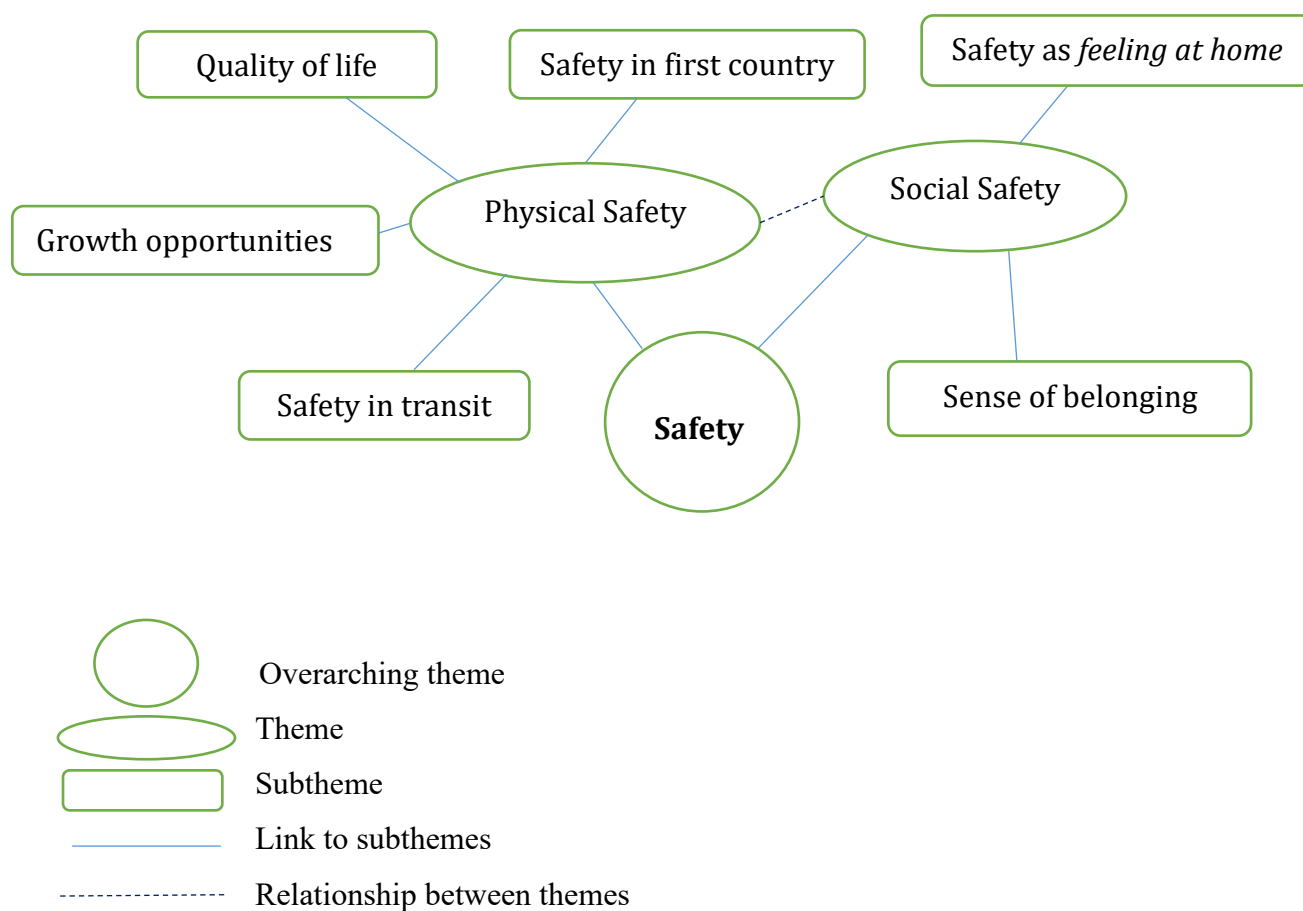 Quality of life
Safety in first country
Safety as feeling at home
Physical Safety
Social Safety
Growth opportunities
Safety in transit
Safety
Sense of belonging
Overarching theme
Theme
Subtheme
Link to subthemes
Relationship between themes